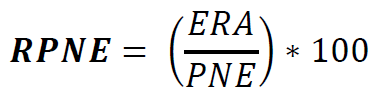 RPNE = (ERA/PNE) * 100